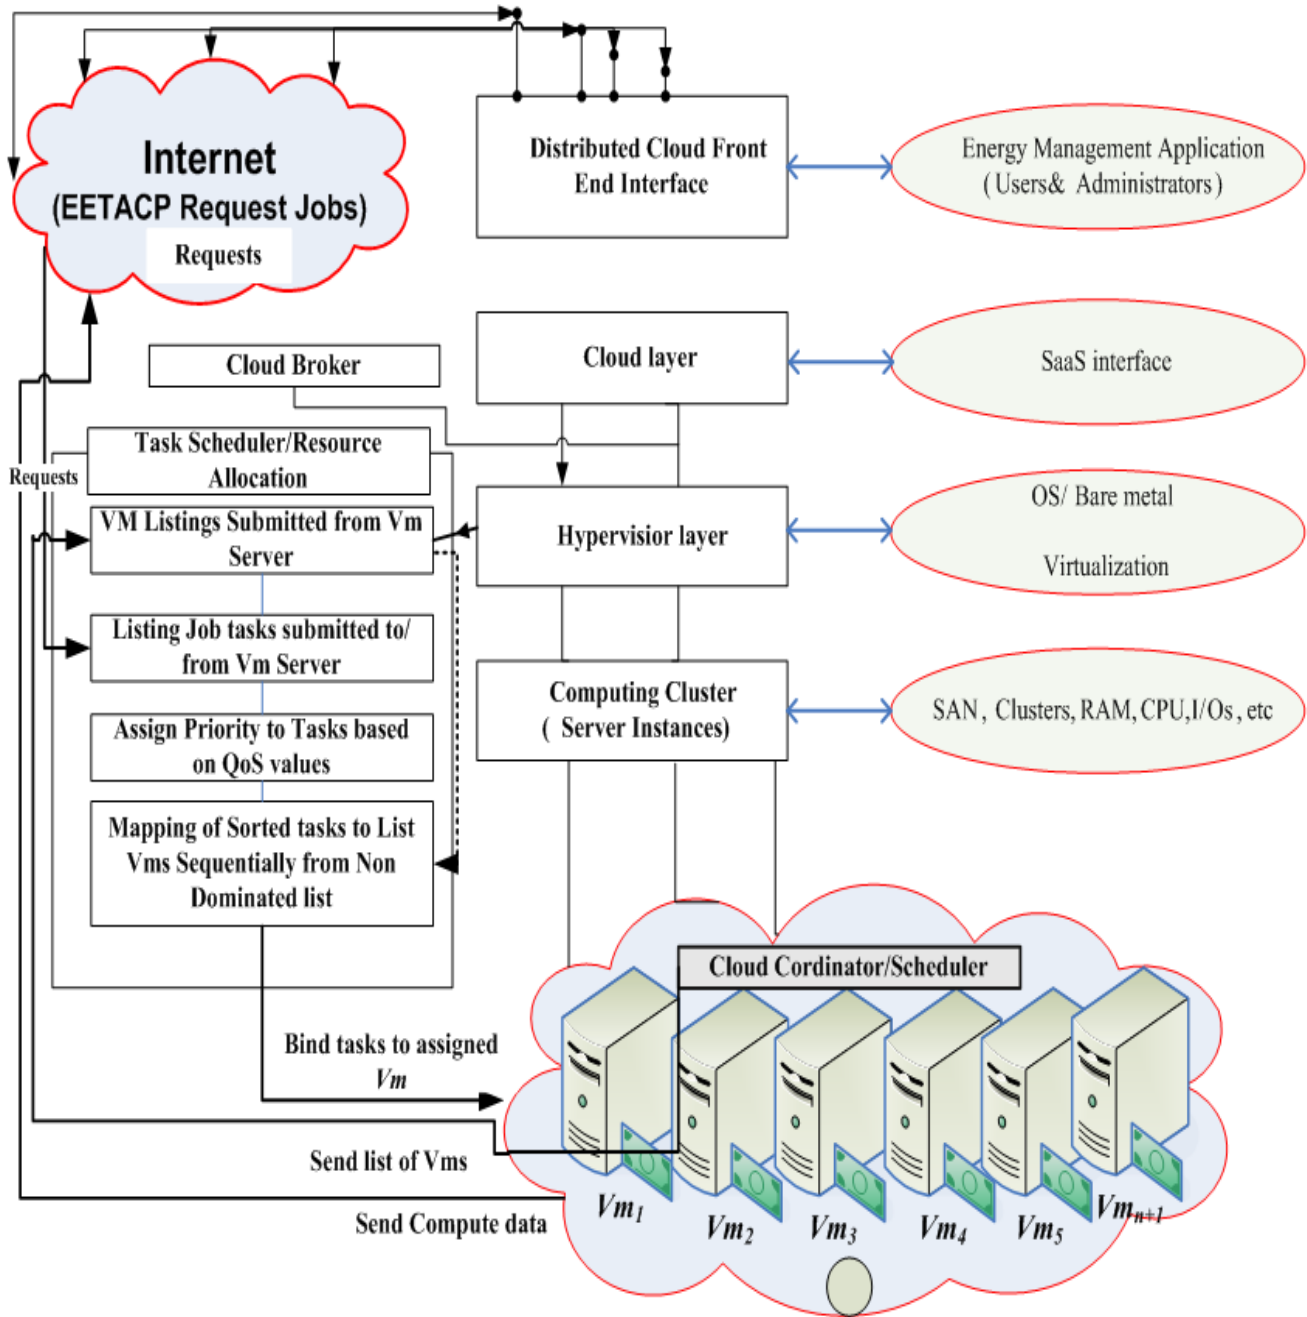 Internet
(EETACP Request Jobs)
Requests
Distributed Cloud Front
End Interface
Energy Management Application
( Users& Administrators )
Cloud Broker
Cloud layer
SaaS interface
Task Scheduler/Resource
Allocation
Requests
VM Listings Submitted from Vm
Server
Hypervisior layer
OS/ Bare metal
Virtualization
Listing Job tasks submitted to/
from Vm Server
Computing Cluster
( Server Instances)
SAN , Clusters, RAM, CPU,I/Os , etc
Assign Priority to Tasks based
on QoS values
Mapping of Sorted tasks to List
Vms Sequentially from Non
Dominated list
Cloud Cordinator/Scheduler
Bind tasks to assigned
Vm
Send list of Vms
Send Compute data
Vm1
Vm2
Vm3
Vm4
Vm5
Vmn+1